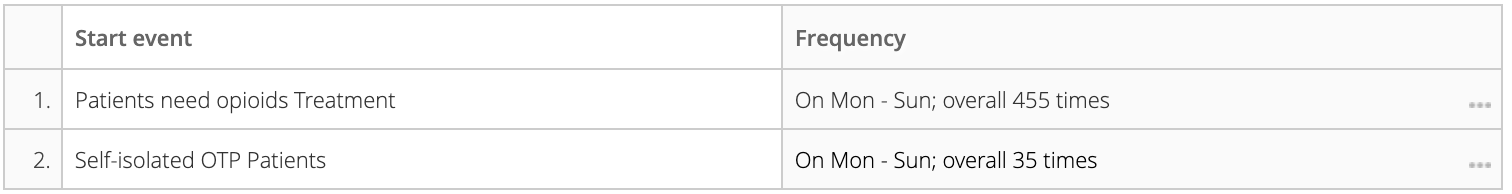 Start event Frequency
1. Patients need opioids Treatment On Mon - Sun; overall 455 times
2. Self-isolated OTP Patients On Mon - Sun; overall 35 times